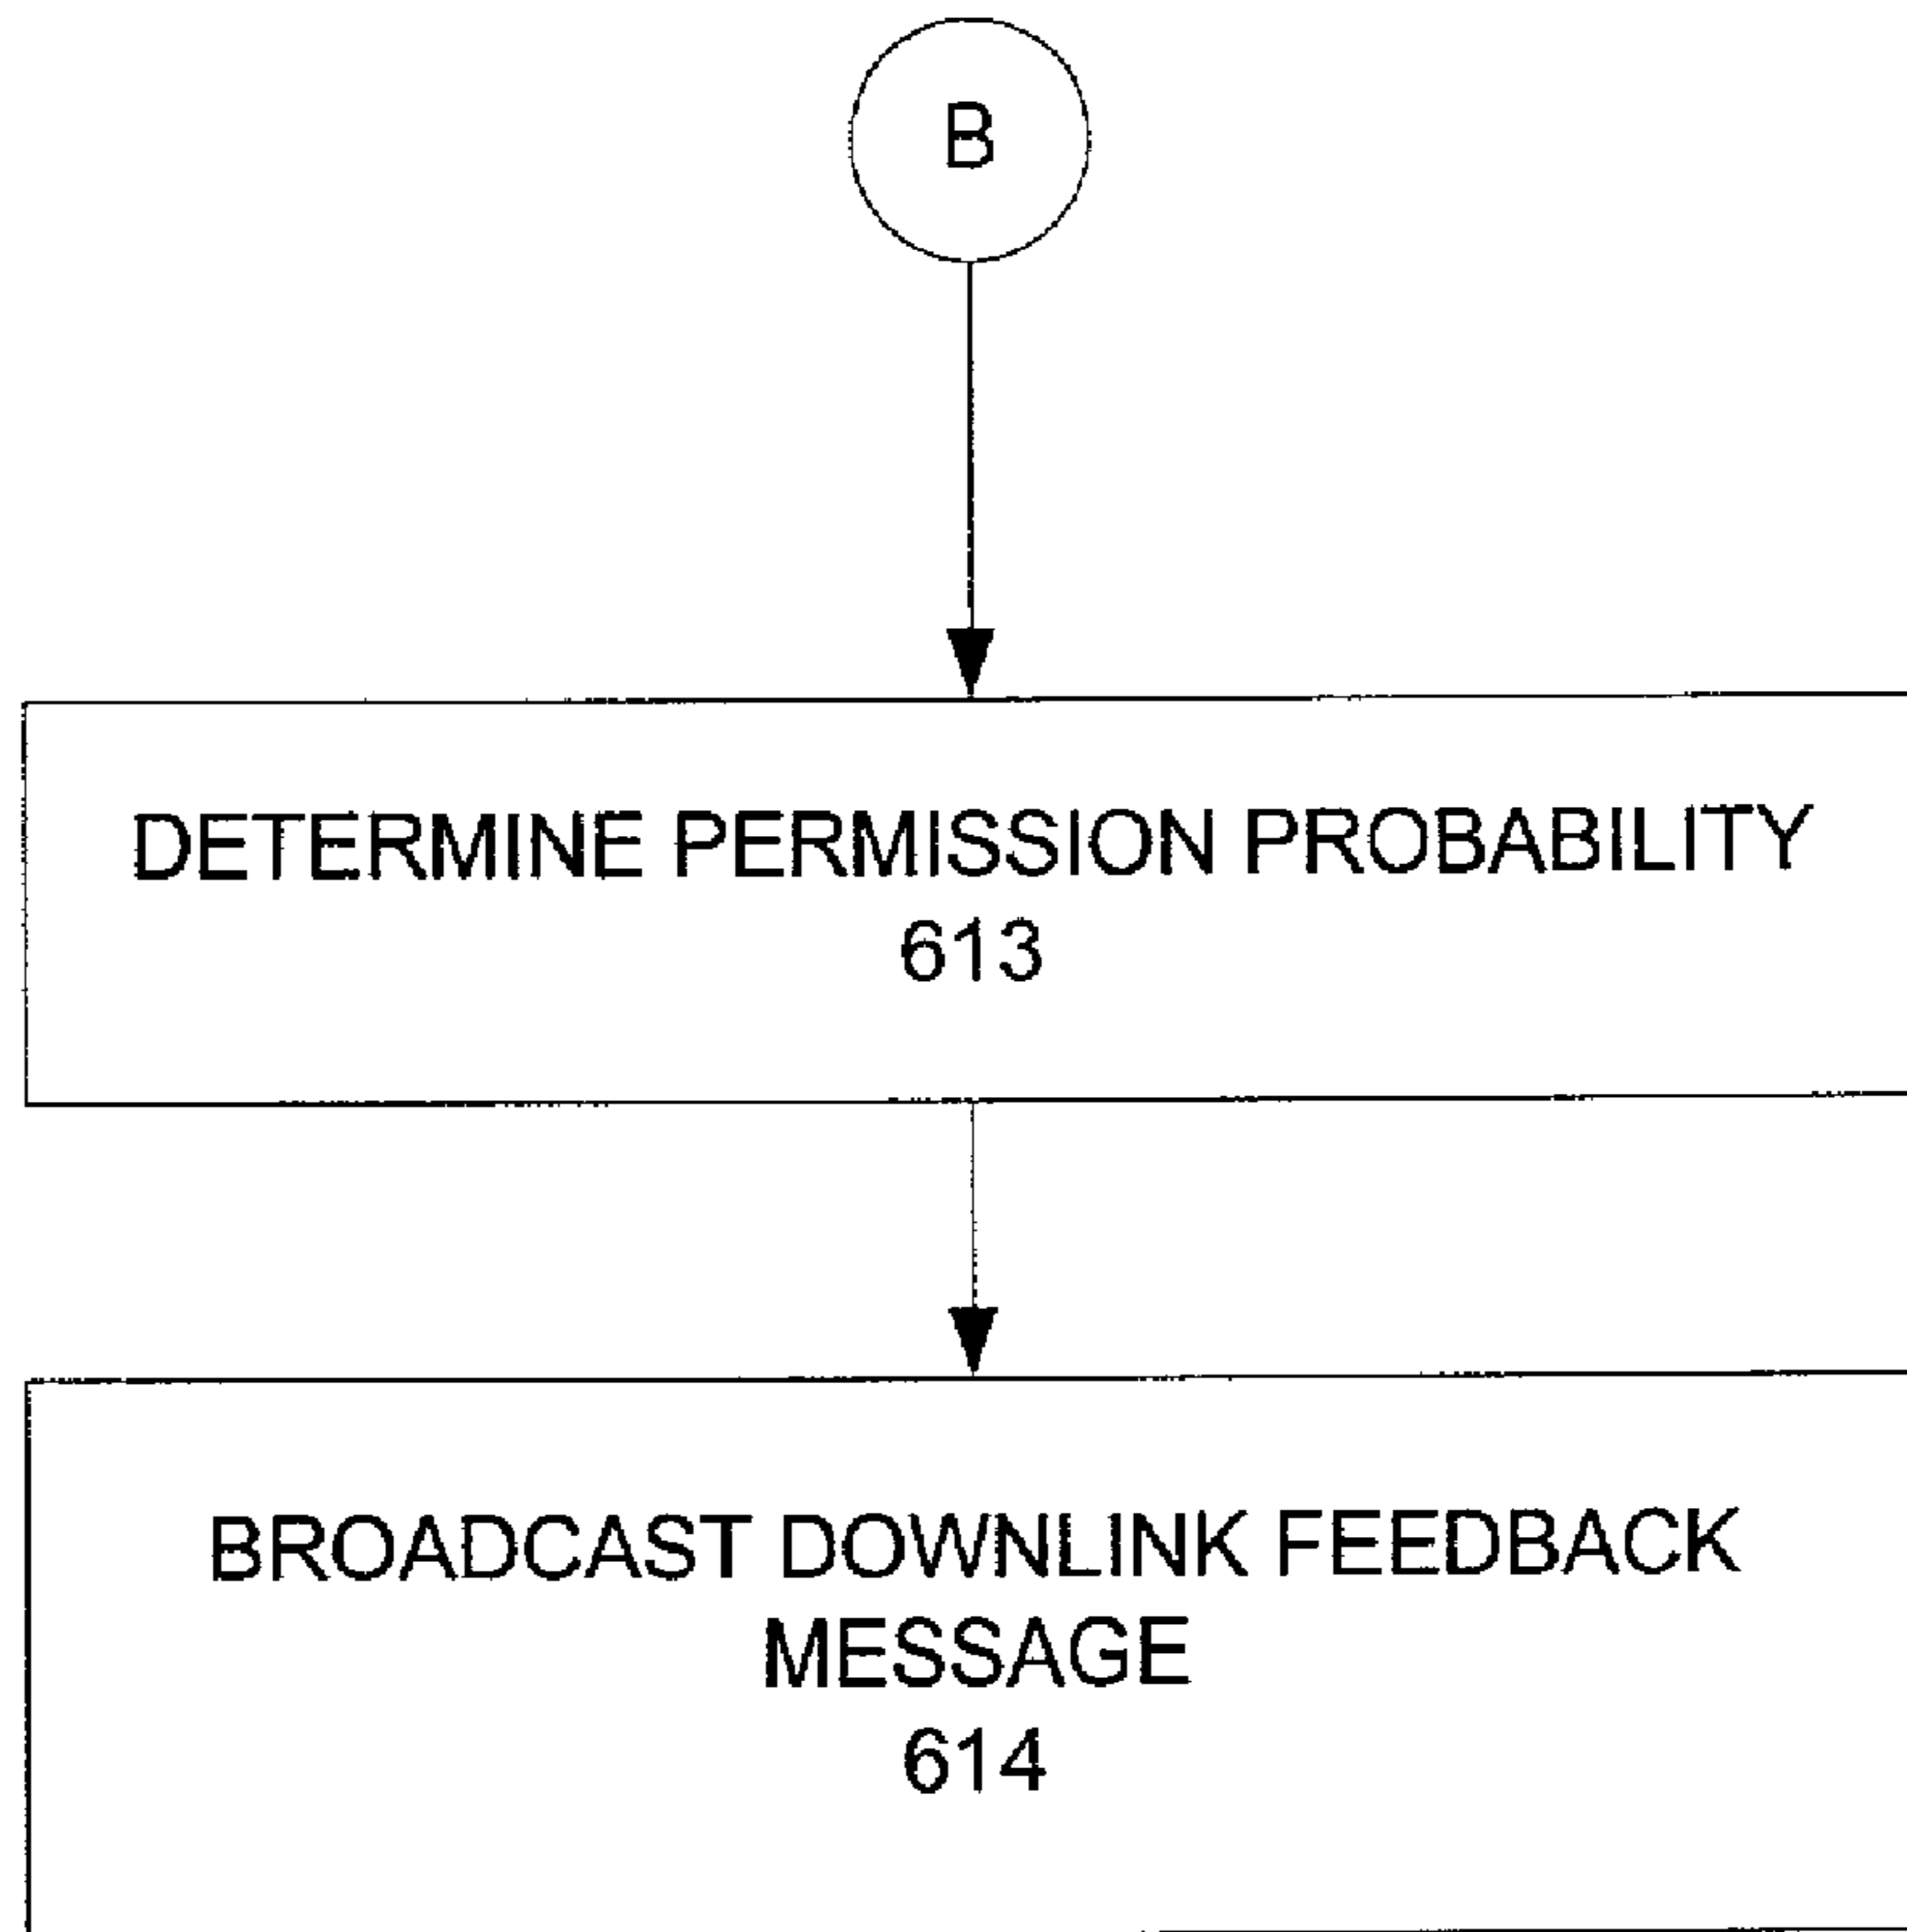 B
DETERMINE PERMISSION PROBABILITY
613
BROADCAST DOWNLINK FEEDBACK
MESSAGE
614